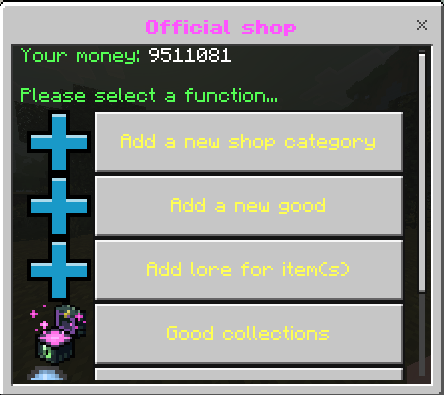 Official shop
Your money: 9511081
Please select a function...
Add a new shop category
Add a new good
Add lore for item(s)
Good collections